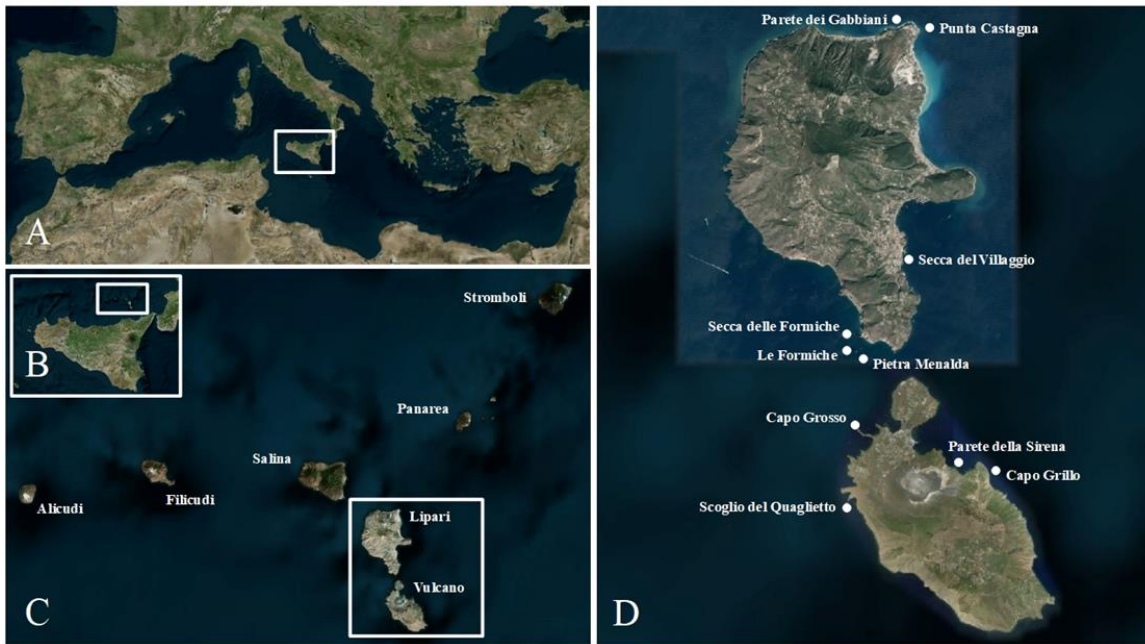 A
B
C
Stromboli
Panarea
Salina
Filicudi
Alicudi
Lipari
Vulcano
D
Parete dei Gabbiani
Punta Castagna
Secca del Villaggio
Secca delle Formiche
Le Formiche
Pietra Menalda
Capo Grosso
Parete della Sirena
Capo Grillo
Scoglio del Quaglietto